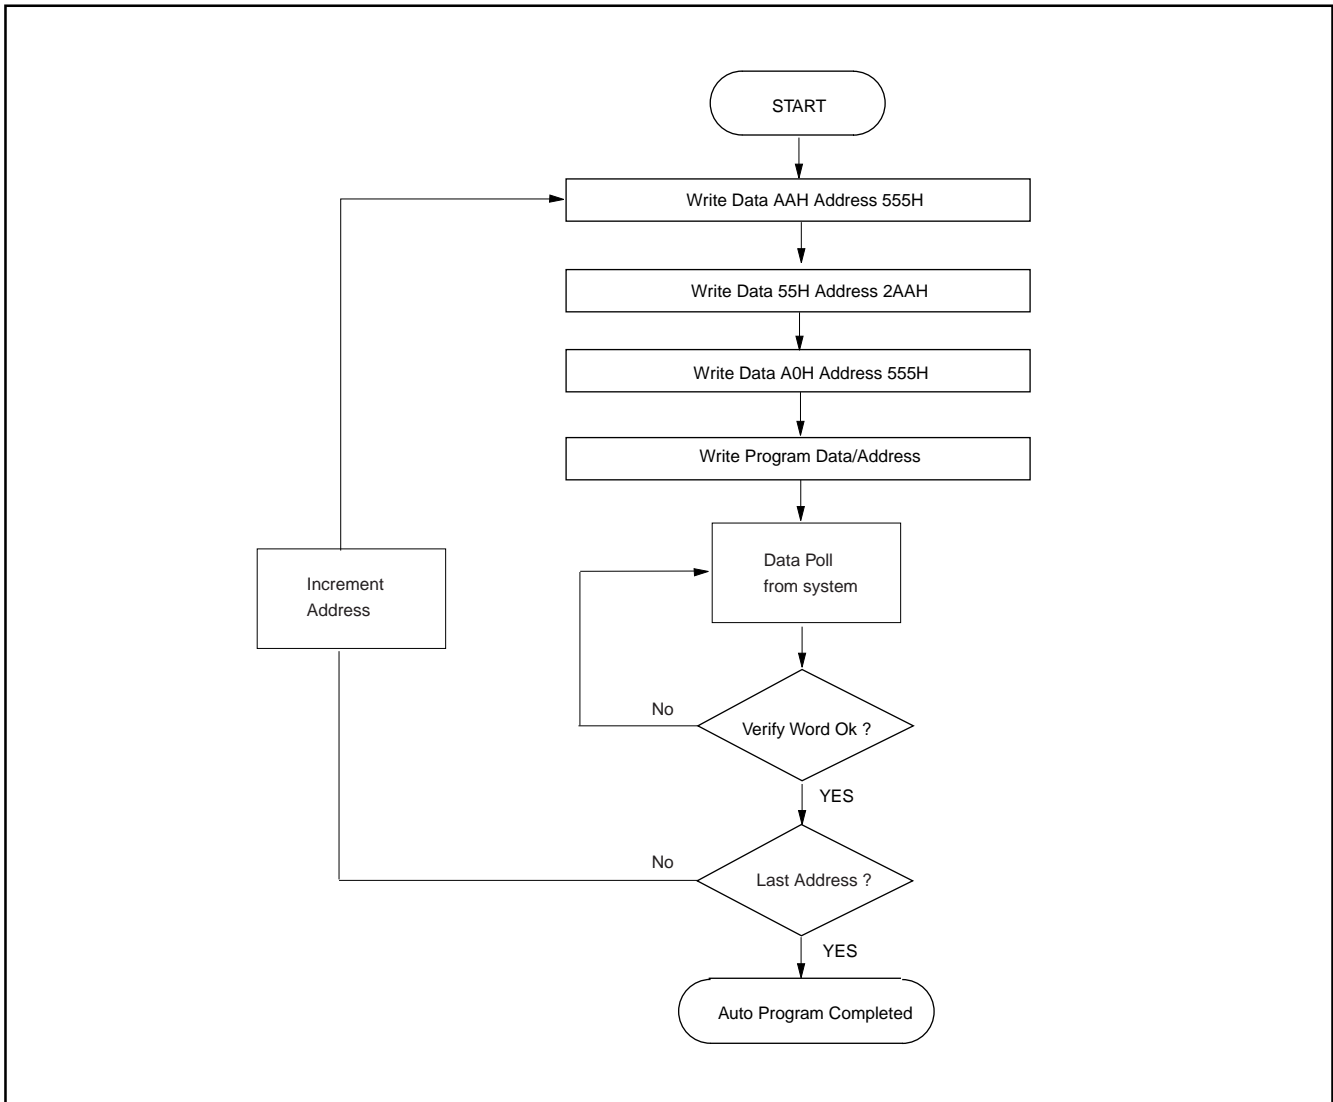 START
Write Data AAH Address 555H
Write Data 55H Address 2AAH
Write Data A0H Address 555H
Write Program Data/Address
Data Poll
from system
Increment
Address
No
Verify Word Ok ?
YES
No
Last Address ?
YES
Auto Program Completed